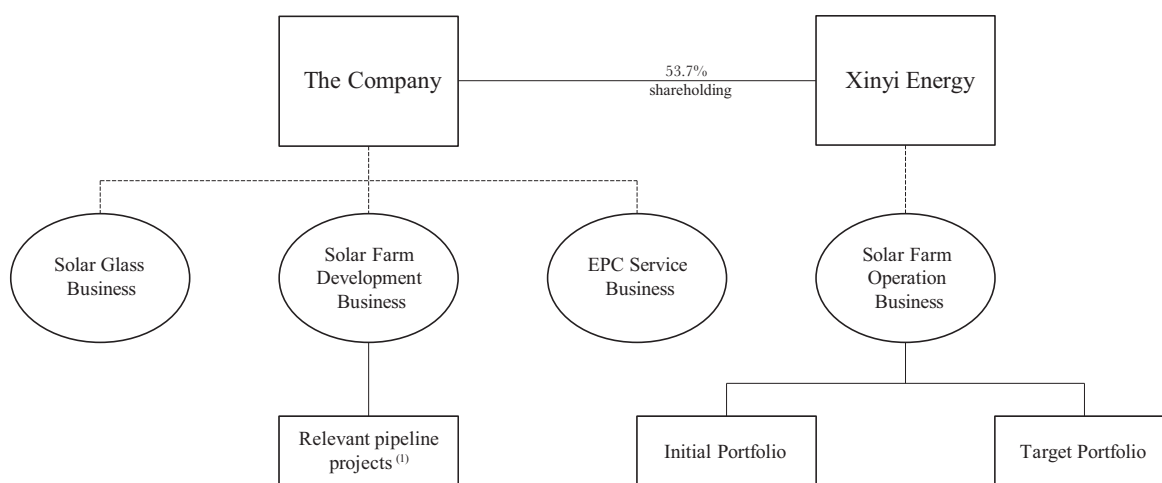 The Company
53.7%
shareholding
Xinyi Energy
Solar Glass
Business
Solar Farm
Development
Business
EPC Service
Business
Solar Farm
Operation
Business
Relevant pipeline
projects (1)
Initial Portfolio
Target Portfolio